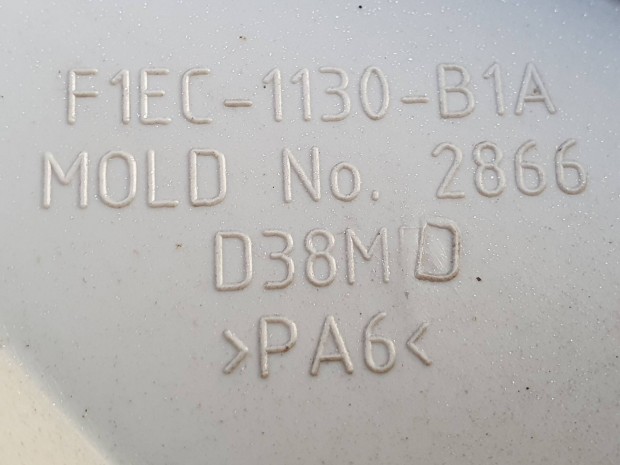 F1EC-1130-B1A
MOLD No. 2866
D38MD
>PA6<